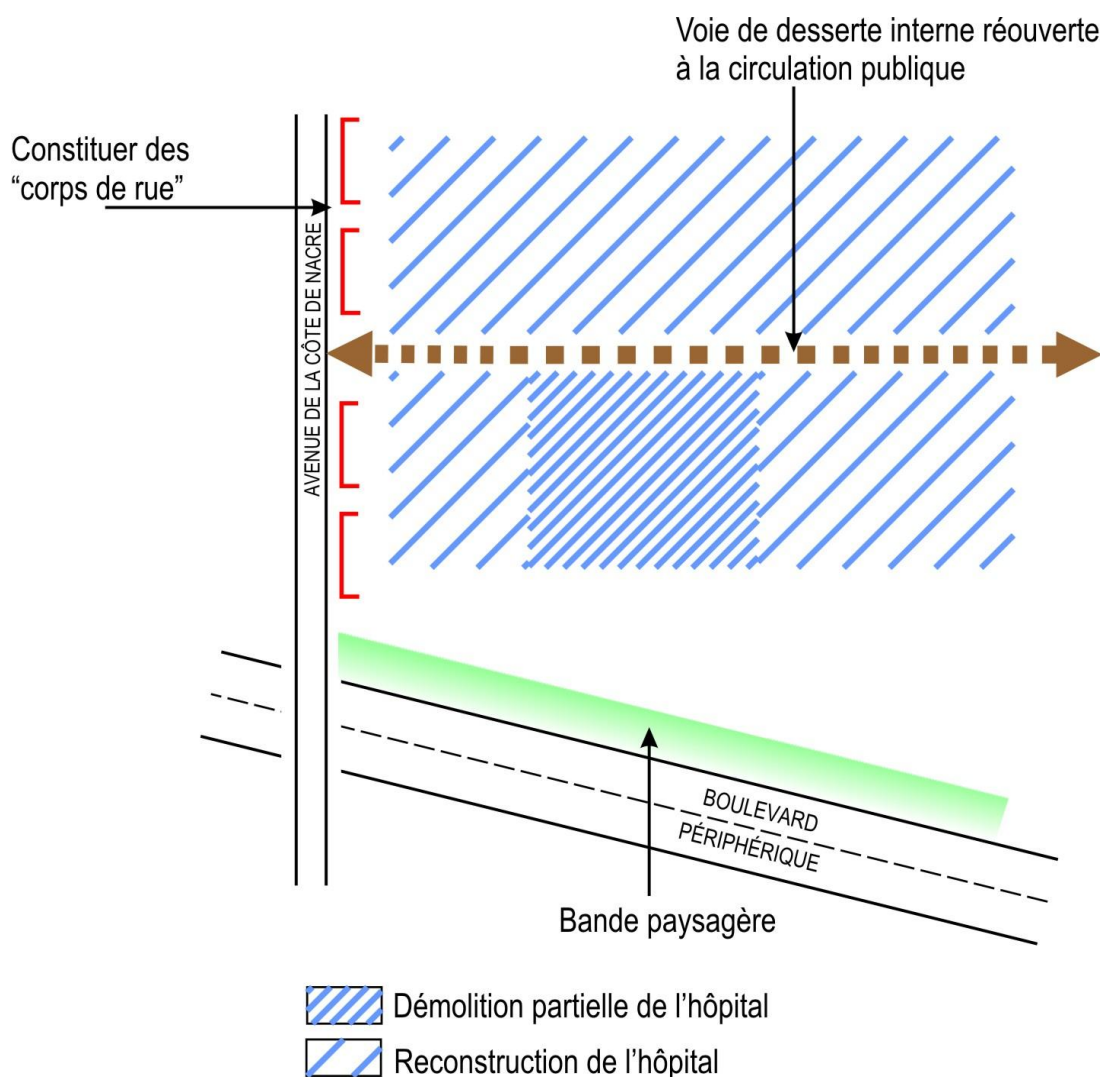 Voie de desserte interne réouverte
à la circulation publique
Constituer des
“corps de rue”
AVENUE DE LA CÔTE DE NACRE
BOULEVARD
PÉRIPHÉRIQUE
Bande paysagère
Démolition partielle de l’hôpital
Reconstruction de l’hôpital